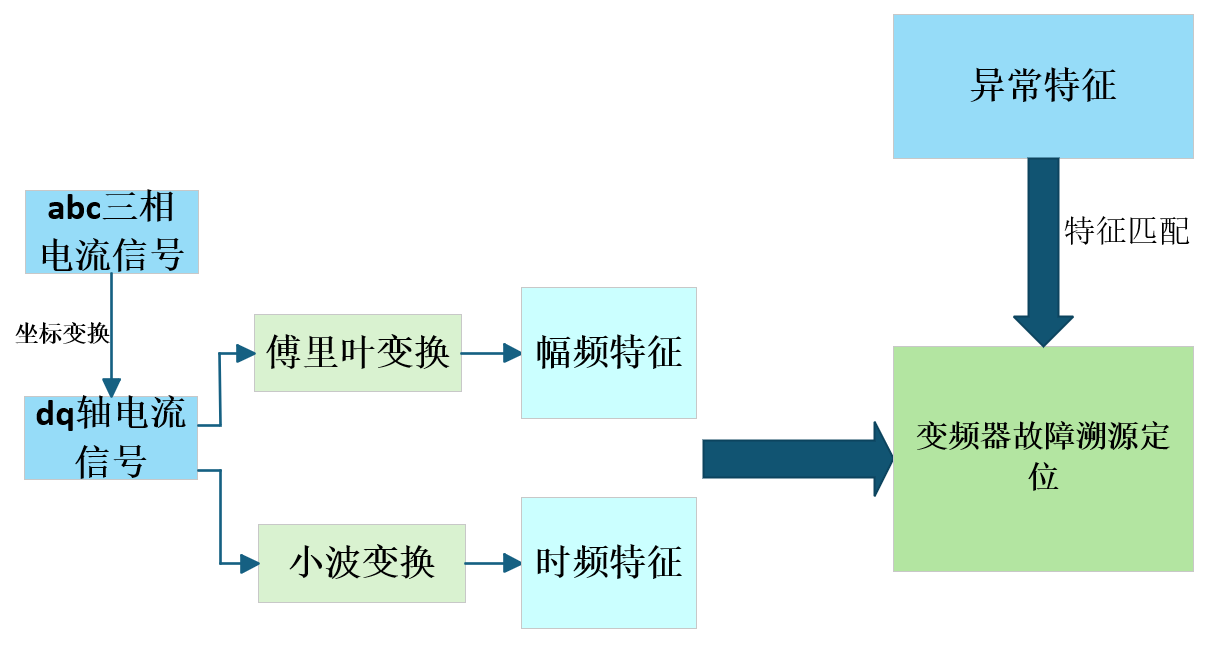 异常特征
abc三相
电流信号
特征匹配
坐标变换
傅里叶变换
幅频特征
dq轴电流
信号
变频器故障溯源定
位
小波变换
时频特征